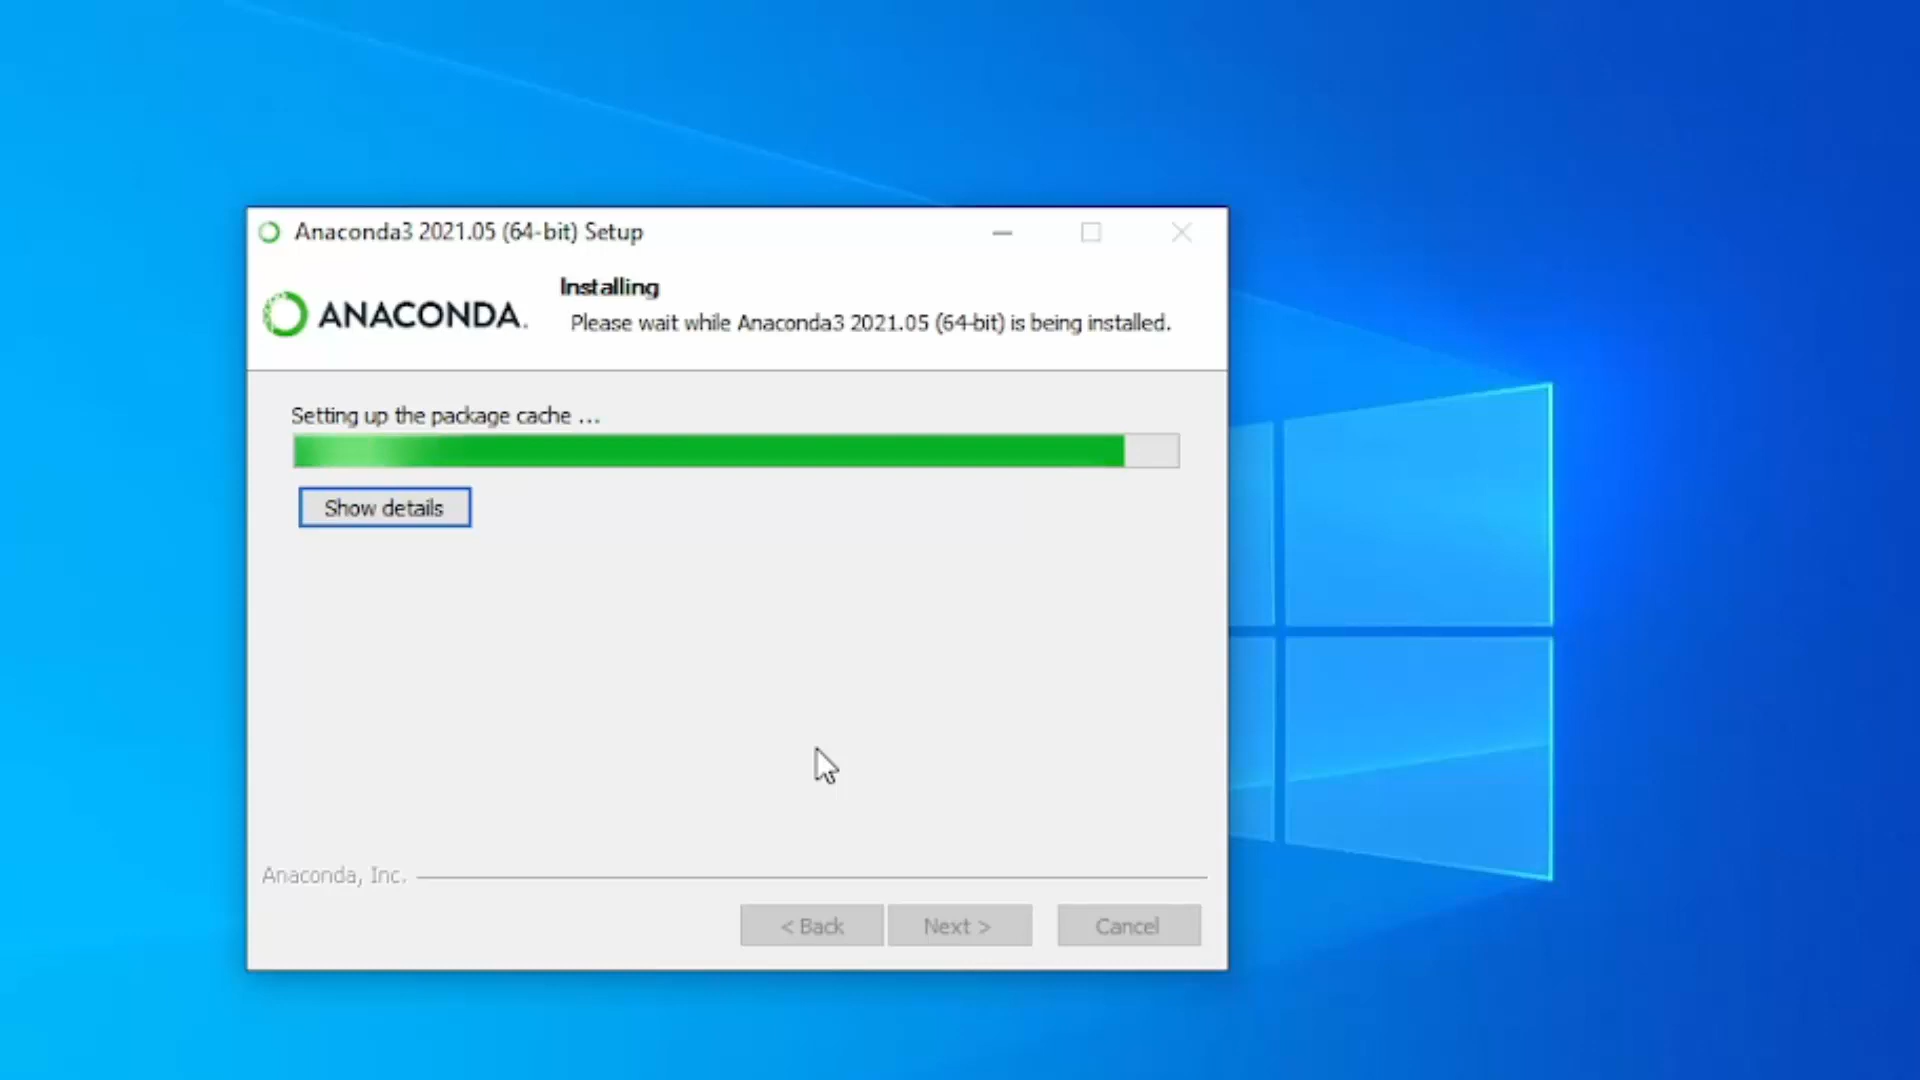 Anaconda3 2021.05 (64-bit) Setup
ANACONDA.
Installing
Please wait while Anaconda3 2021.05 (64-bit) is being installed.
Setting up the package cache ...
Show details
Anaconda, Inc.
< Back
Next >
Cancel